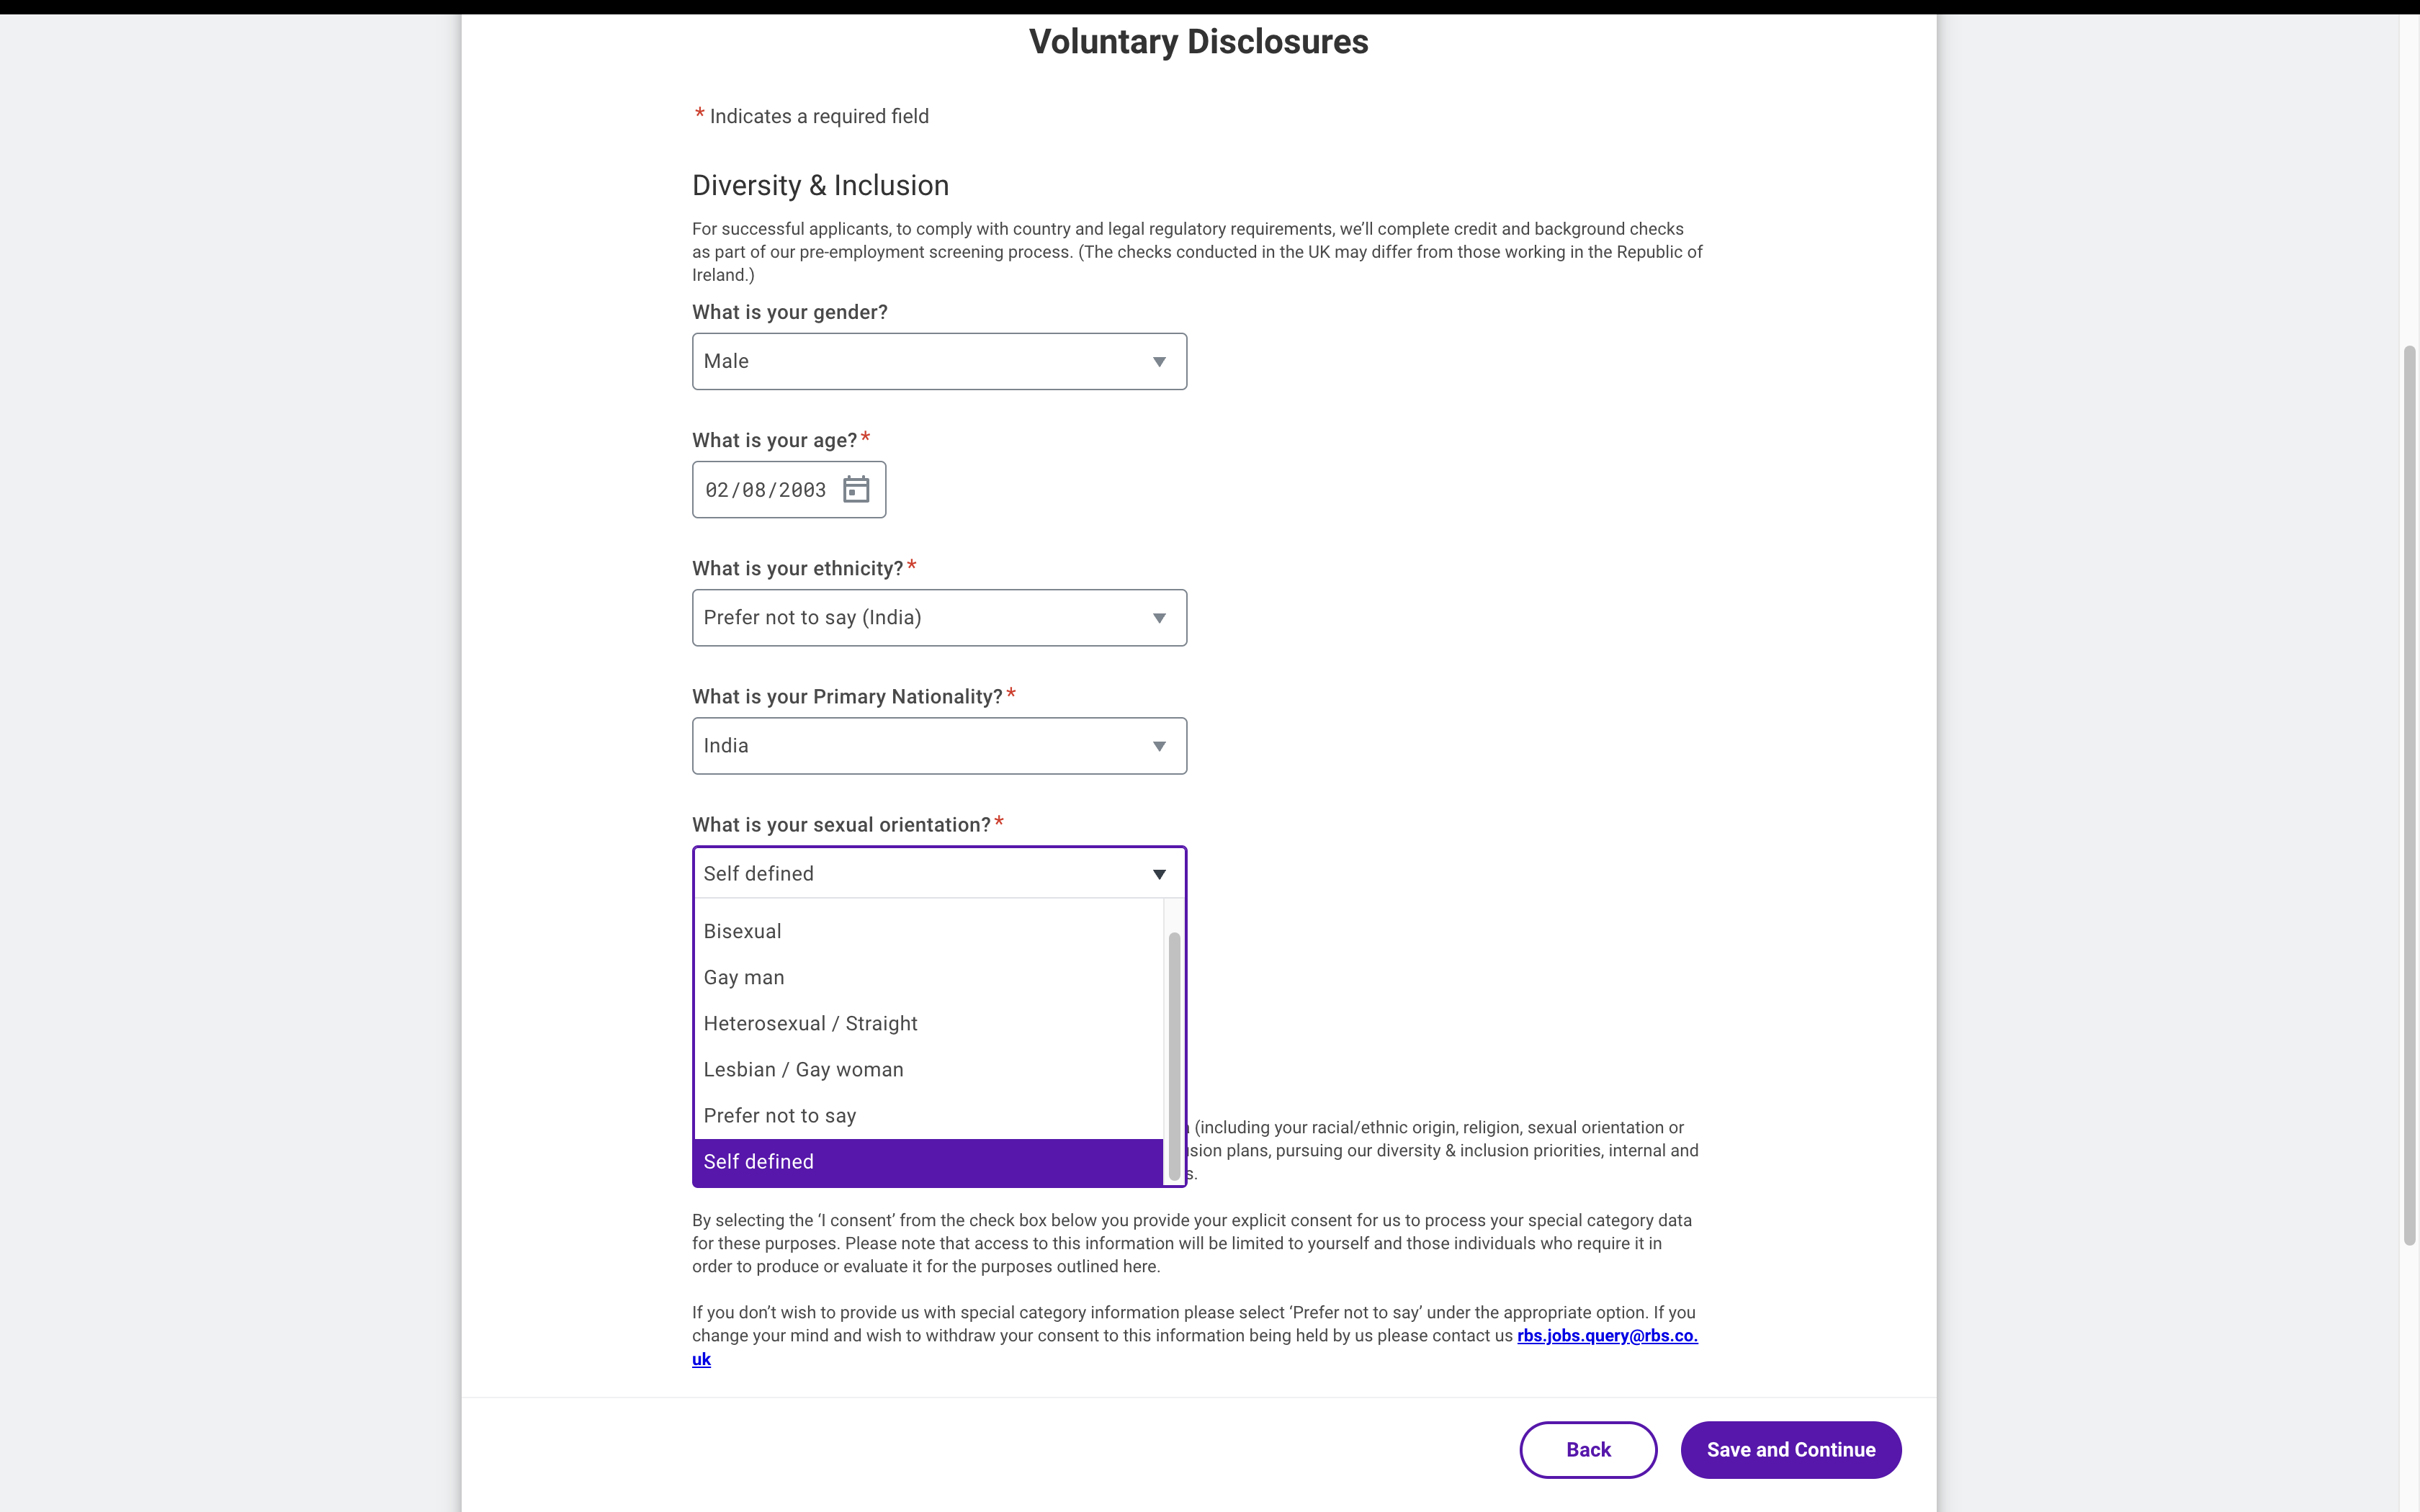 Voluntary Disclosures
* Indicates a required field
Diversity & Inclusion
For successful applicants, to comply with country and legal regulatory requirements, we’ll complete credit and background checks
as part of our pre-employment screening process. (The checks conducted in the UK may differ from those working in the Republic of
Ireland.)
What is your gender?
Male
What is your age?*
02/08/2003
What is your ethnicity?*
Prefer not to say (India)
What is your Primary Nationality?*
India
What is your sexual orientation?*
Self defined
Bisexual
Gay man
Heterosexual / Straight
Lesbian / Gay woman
Prefer not to say
(including your racial/ethnic origin, religion, sexual orientation or
plans, pursuing our diversity & inclusion priorities, internal and
Self defined
By selecting the ‘I consent’ from the check box below you provide your explicit consent for us to process your special category data
for these purposes. Please note that access to this information will be limited to yourself and those individuals who require it in
order to produce or evaluate it for the purposes outlined here.
If you don’t wish to provide us with special category information please select ‘Prefer not to say’ under the appropriate option. If you
change your mind and wish to withdraw your consent to this information being held by us please contact us rbs.jobs.query@rbs.co.
uk
Back
Save and Continue